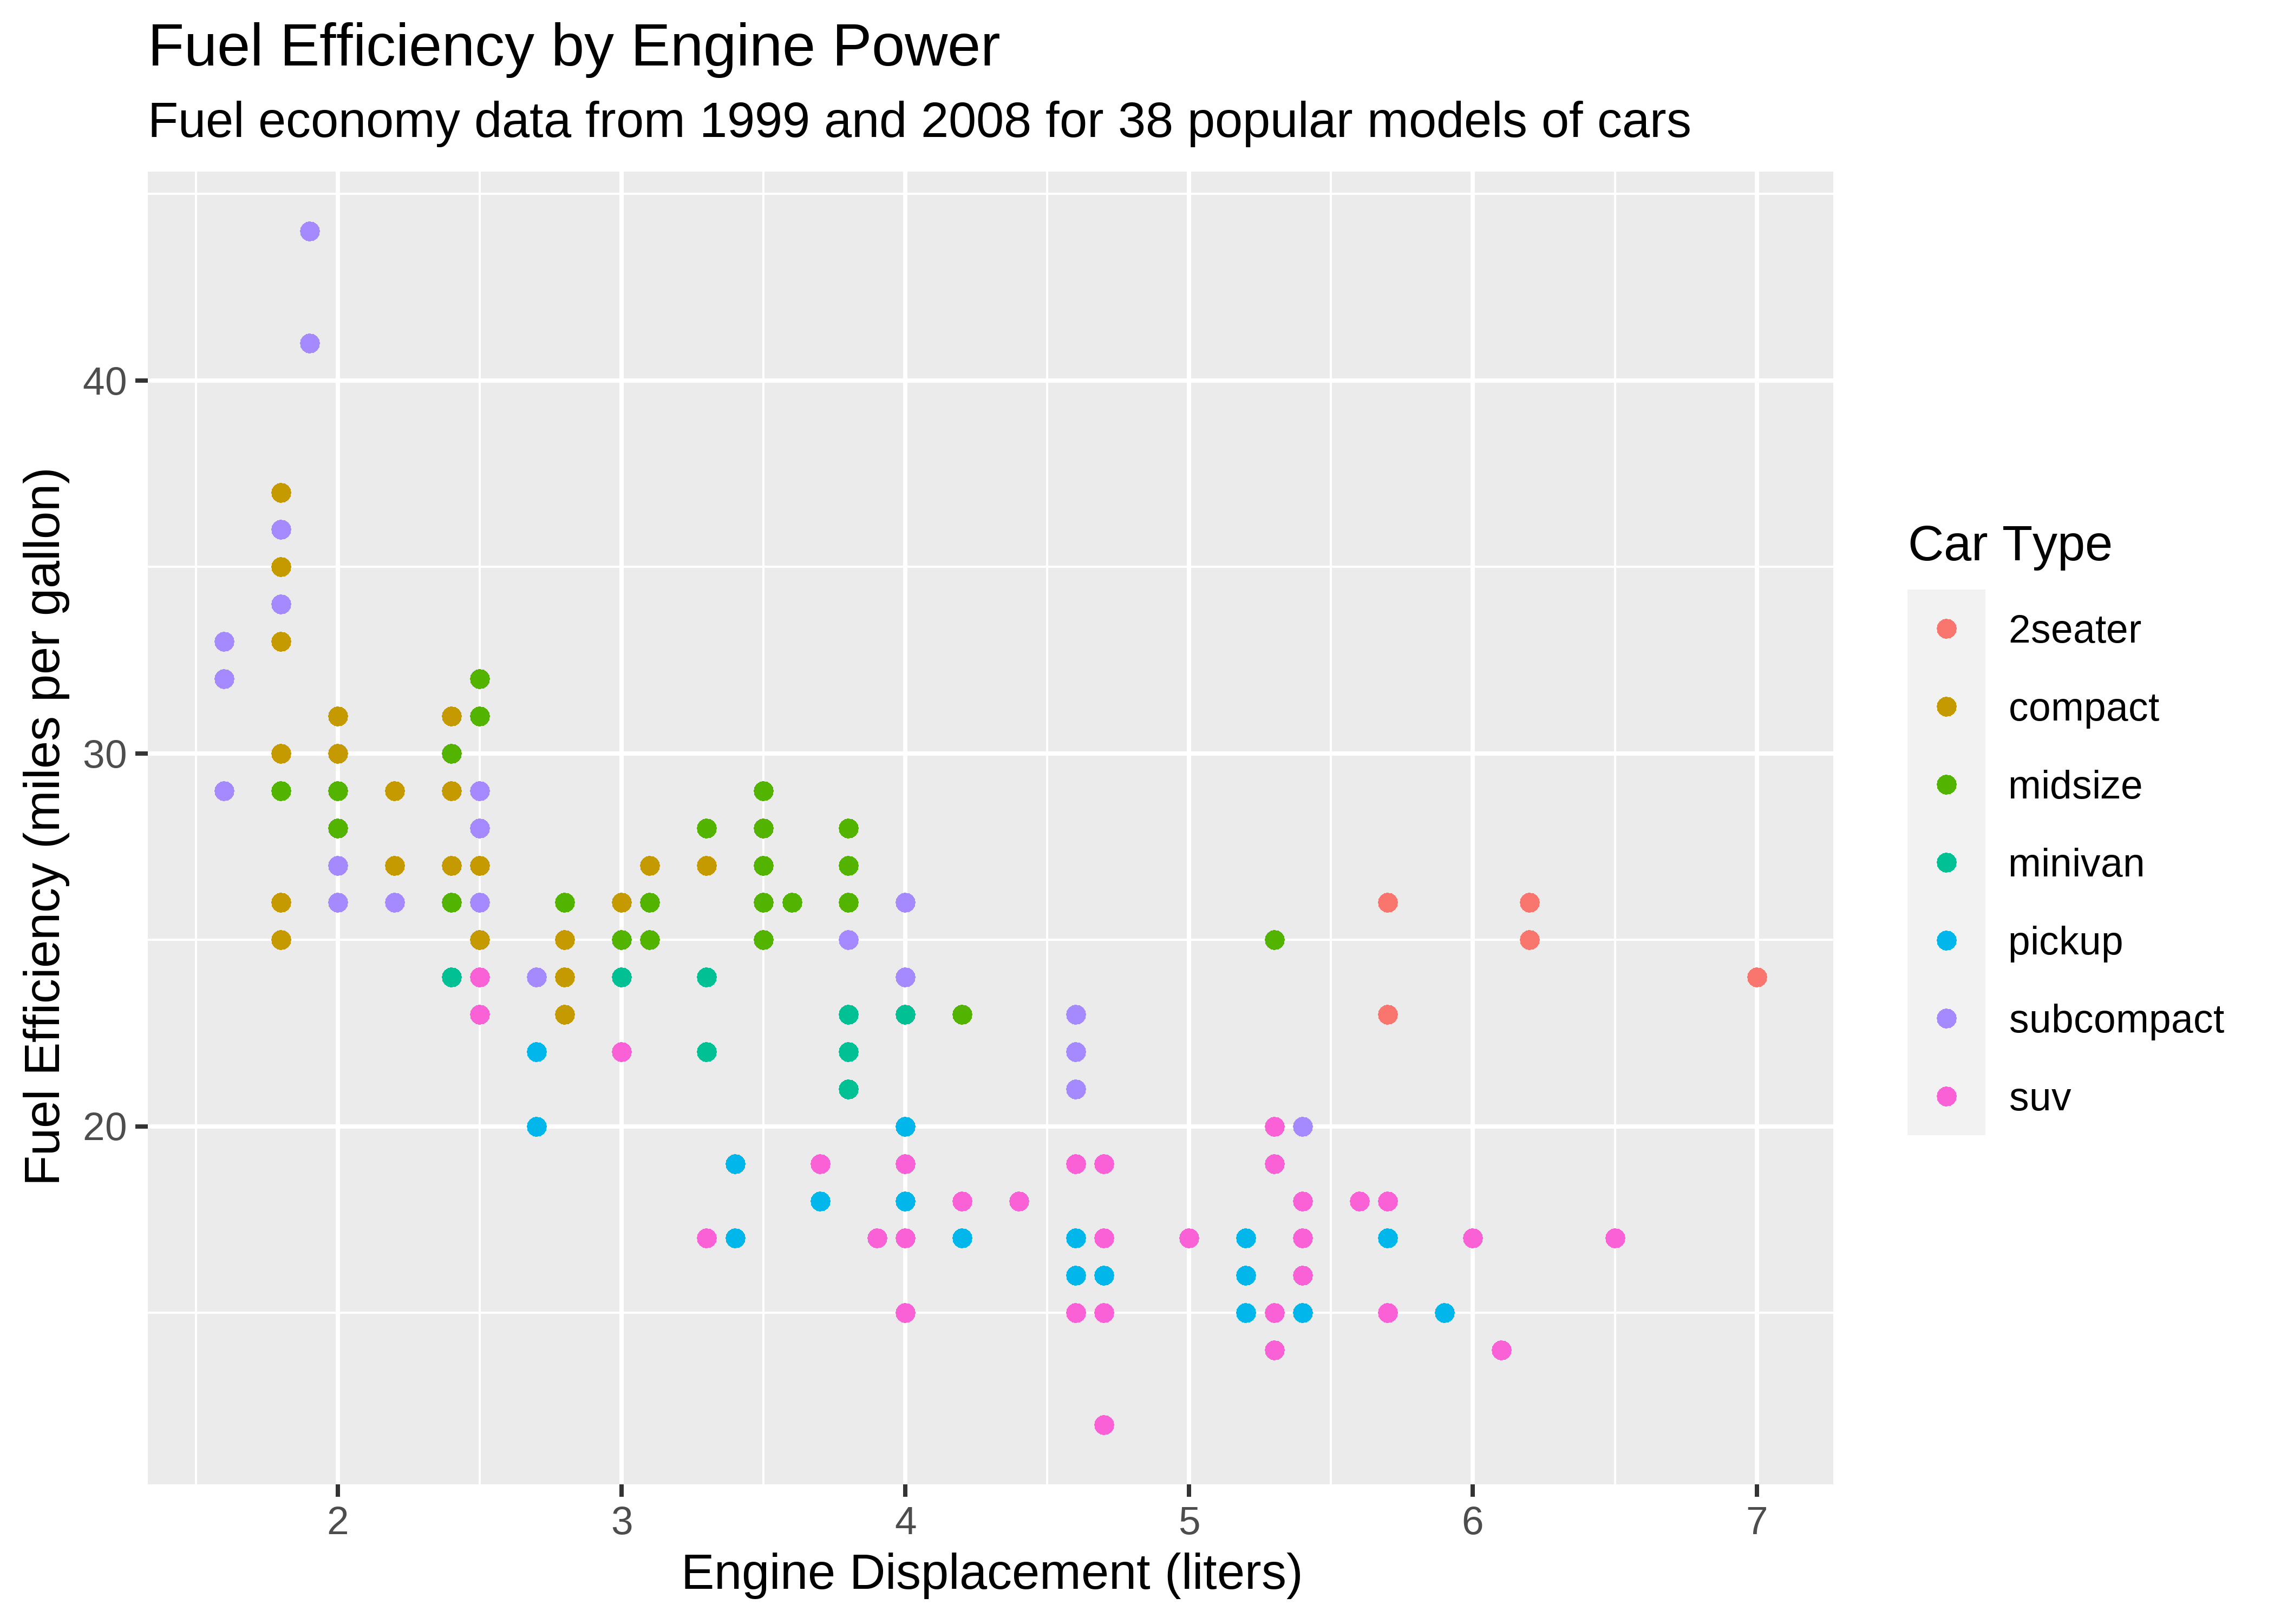 Fuel Efficiency by Engine Power
Fuel economy data from 1999 and 2008 for 38 popular models of cars
Fuel Efficiency (miles per gallon)
40
30
20
2 3 4 5 6 7
Engine Displacement (liters)
Car Type
2seater
compact
midsize
minivan
pickup
subcompact
suv